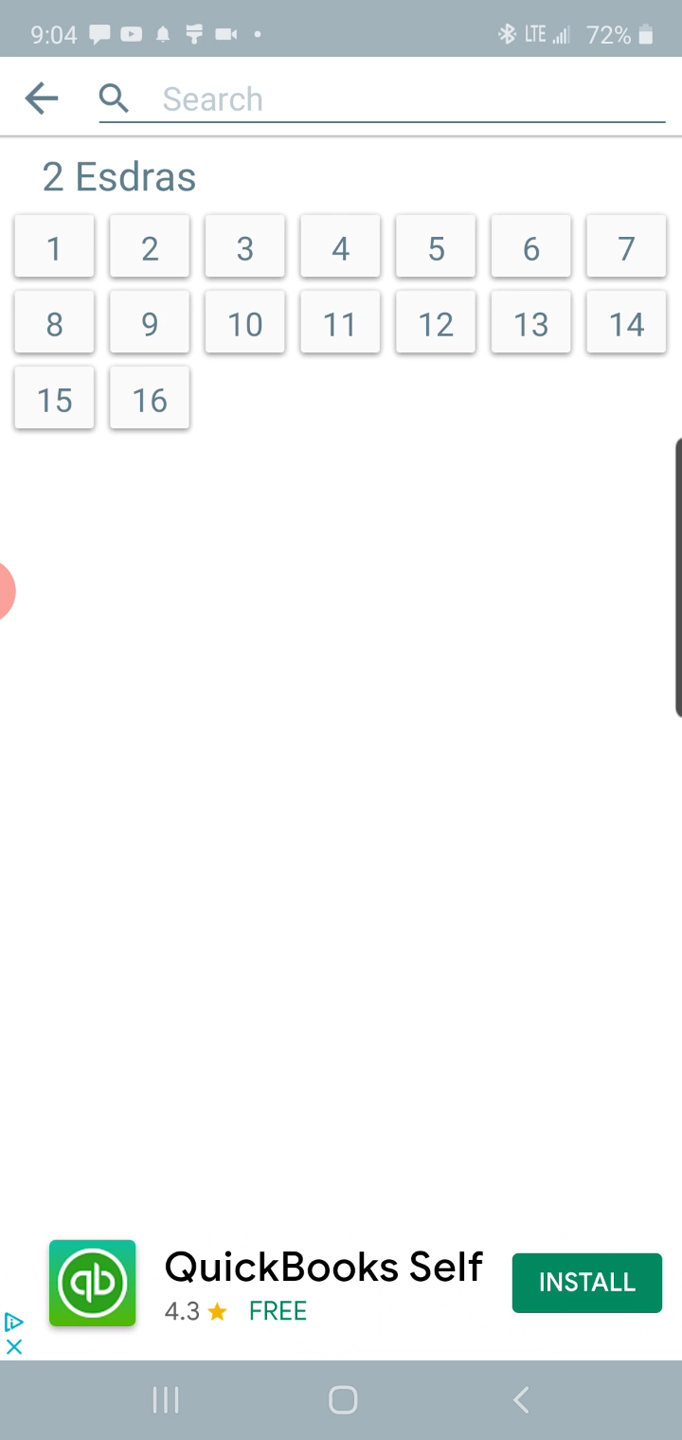 9:04 LTE 72%
Search
2 Esdras
1 2 3 4 5 6 7
8 9 10 11 12 13 14
15 16
qb QuickBooks Self INSTALL
4.3 FREE